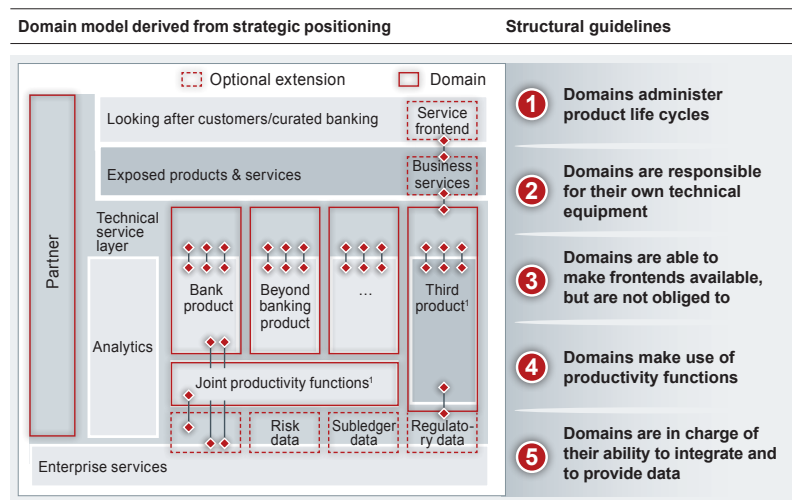 Domain model derived from strategic positioning
Structural guidelines
Optional extension
Domain
Partner
Looking after customers/curated banking
Service
frontend
Exposed products & services
Business
services
Technical
service
layer
Analytics
Bank
product
Beyond
banking
product
…
Third
product¹
Joint productivity functions¹
Risk
data
Subledger
data
Regulato-
ry data
Enterprise services
1
Domains administer
product life cycles
2
Domains are responsible
for their own technical
equipment
3
Domains are able to
make frontends available,
but are not obliged to
4
Domains make use of
productivity functions
5
Domains are in charge of
their ability to integrate and
to provide data